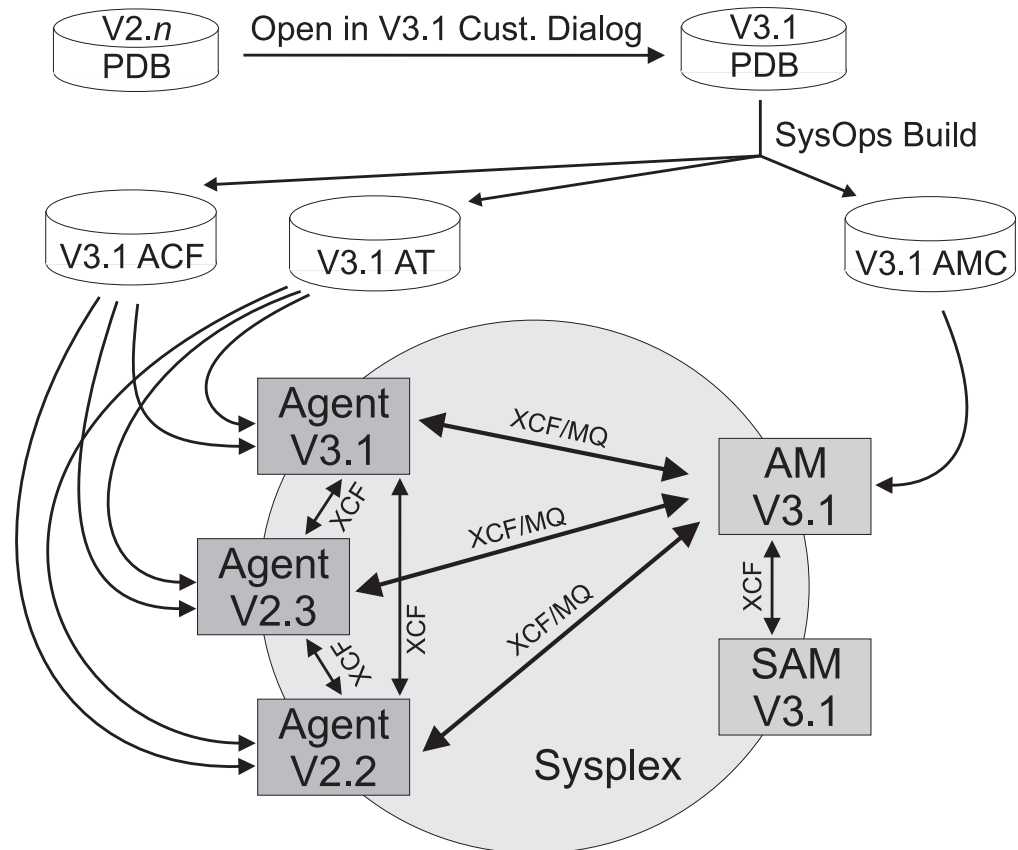 V2.n
PDB
Open in V3.1 Cust. Dialog
V3.1
PDB
SysOps Build
V3.1 ACF
V3.1 AT
V3.1 AMC
Agent
V3.1
XCF/MQ
AM
V3.1
XCF
XCF/MQ
Agent
V2.3
XCF
XCF/MQ
XCF
XCF
SAM
V3.1
Agent
V2.2
Sysplex